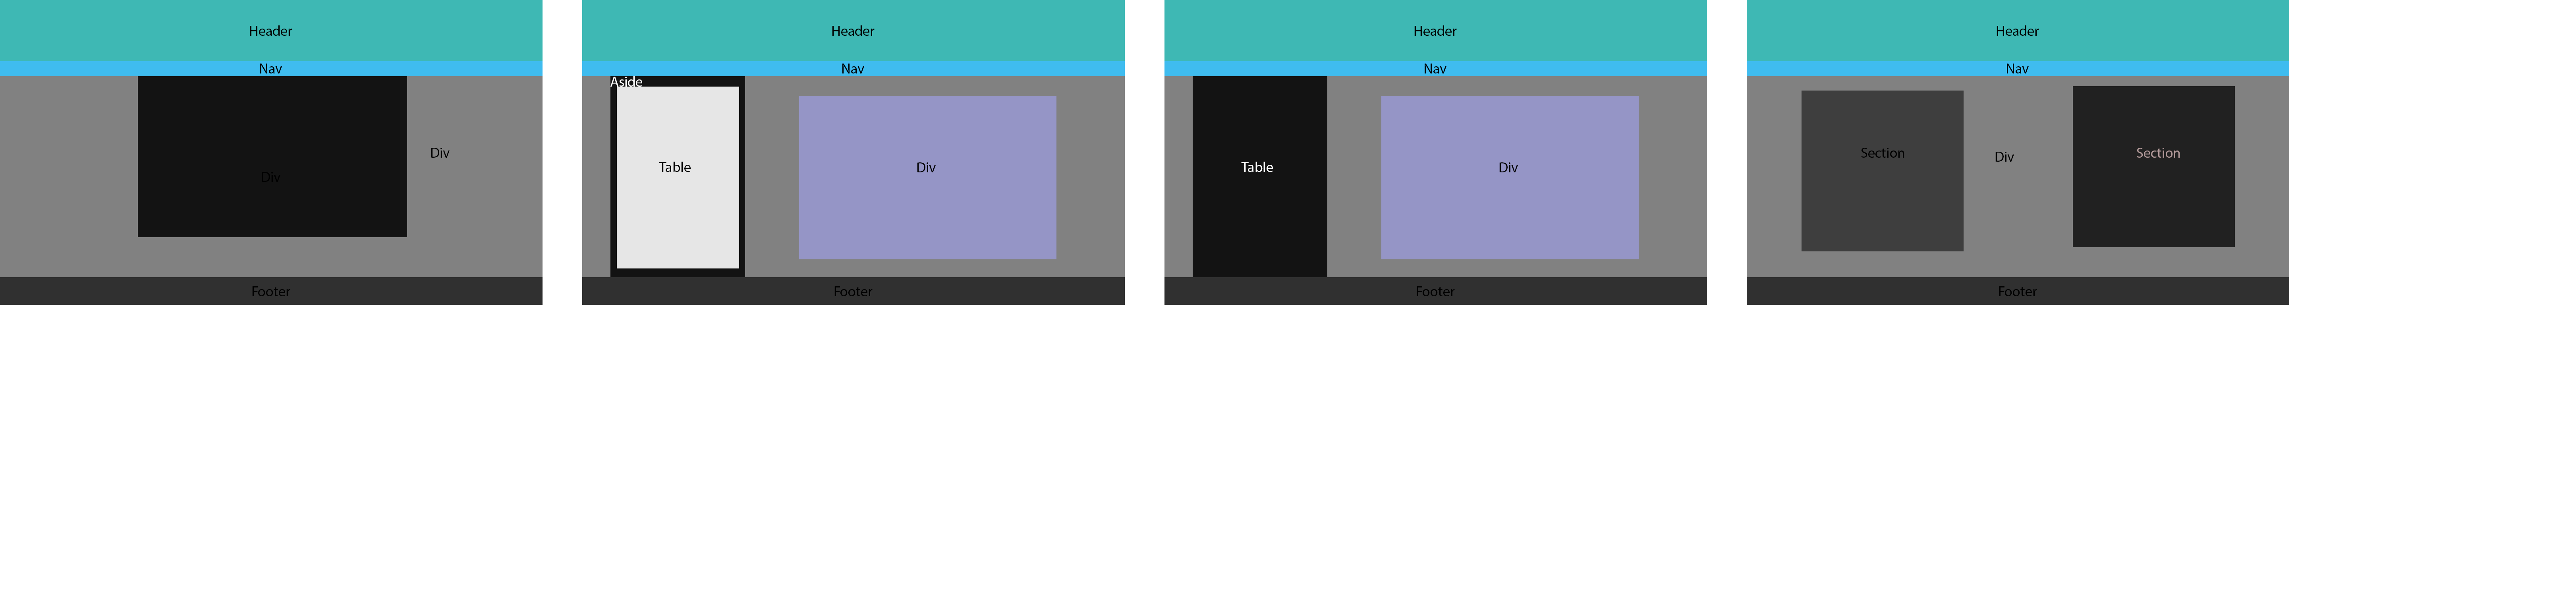 Header
Nav
Div
Div
Footer
Header
Nav
Aside
Table
Div
Footer
Header
Nav
Table
Div
Footer
Header
Nav
Section
Div
Section
Footer